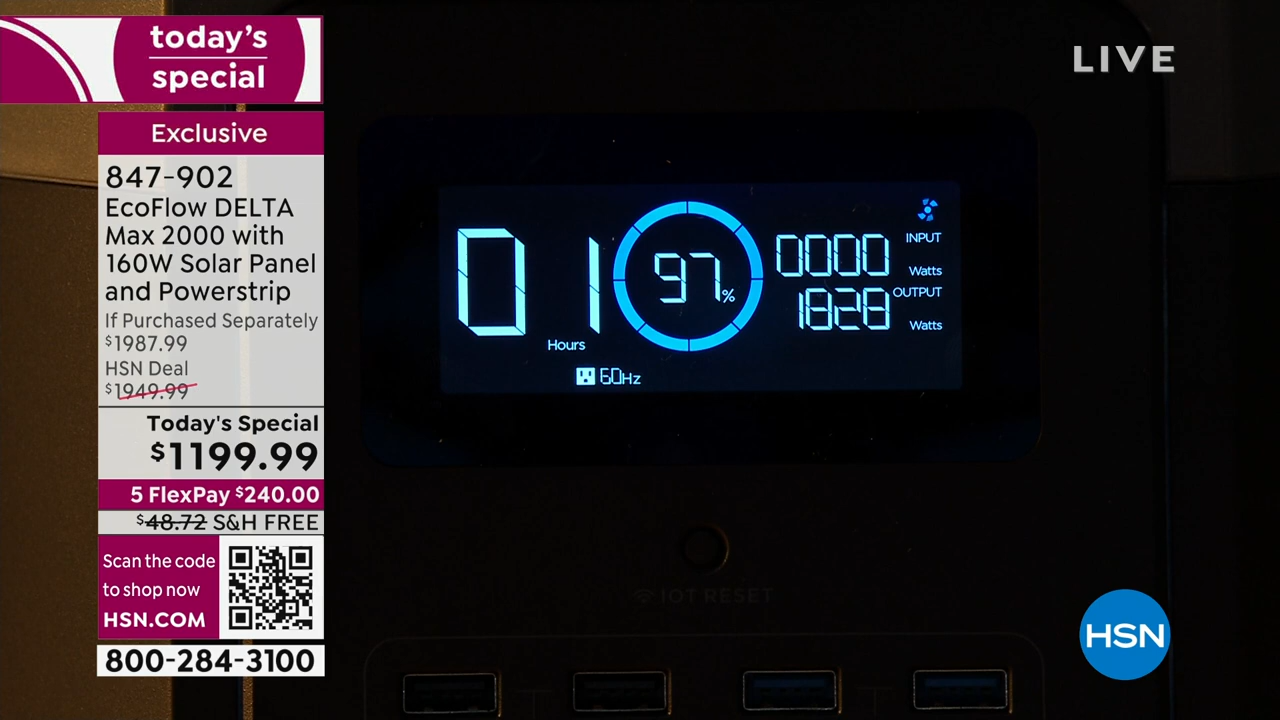 today's
special
LIVE
Exclusive
847-902
EcoFlow DELTA
Max 2000 with
160W Solar Panel
and Powerstrip
If Purchased Separately
$1987.99
HSN Deal
$1949.99
Today's Special
$1199.99
5 FlexPay $240.00
$48.72 S&H FREE
Scan the code
to shop now
HSN.COM
800-284-3100
01
Hours
97%
INPUT
0000
Watts
OUTPUT
1828
Watts
60Hz
IOT RESET
HSN